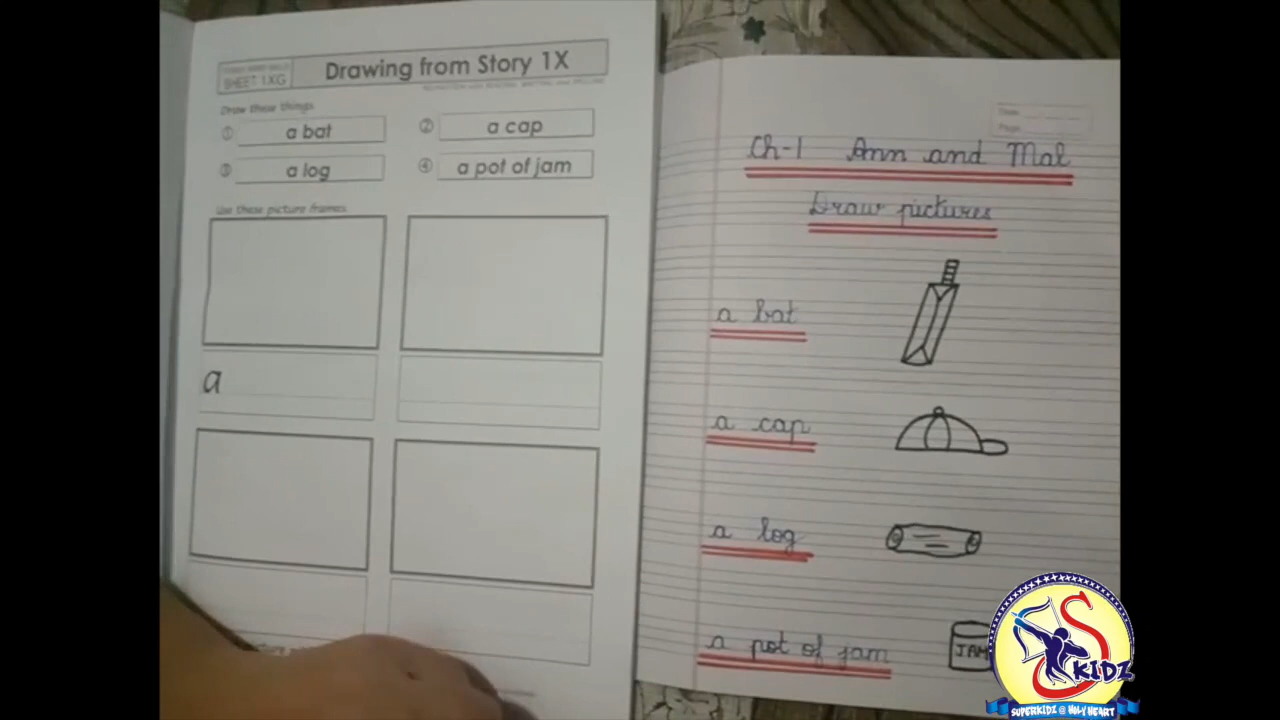 SHEET 1XG
Drawing from Story 1X
Draw these things
① a bat
② a cap
③ a log
④ a pot of jam
Use these picture frames
a
Ch-1 Ann and Mal
Draw pictures
a bat
a cap
a log
a pot of jam
JAM
S KIDZ
SUPERKIDZ @ HOLY HEART